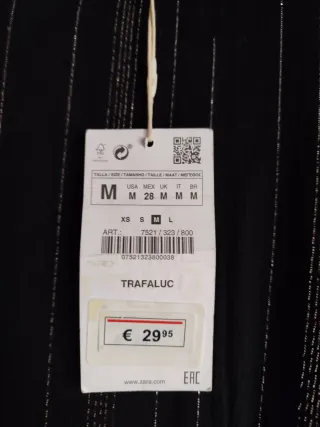 TALLA / SIZE / TAMANHO / TAILLE / MAAT / WIELKOŚĆ
M USA M MEX 28 UK M IT M BR M
XS S M L
ART.: 7521 / 323 / 800
07521323800039
TRAFALUC
€ 29 95
www.zara.com EAC